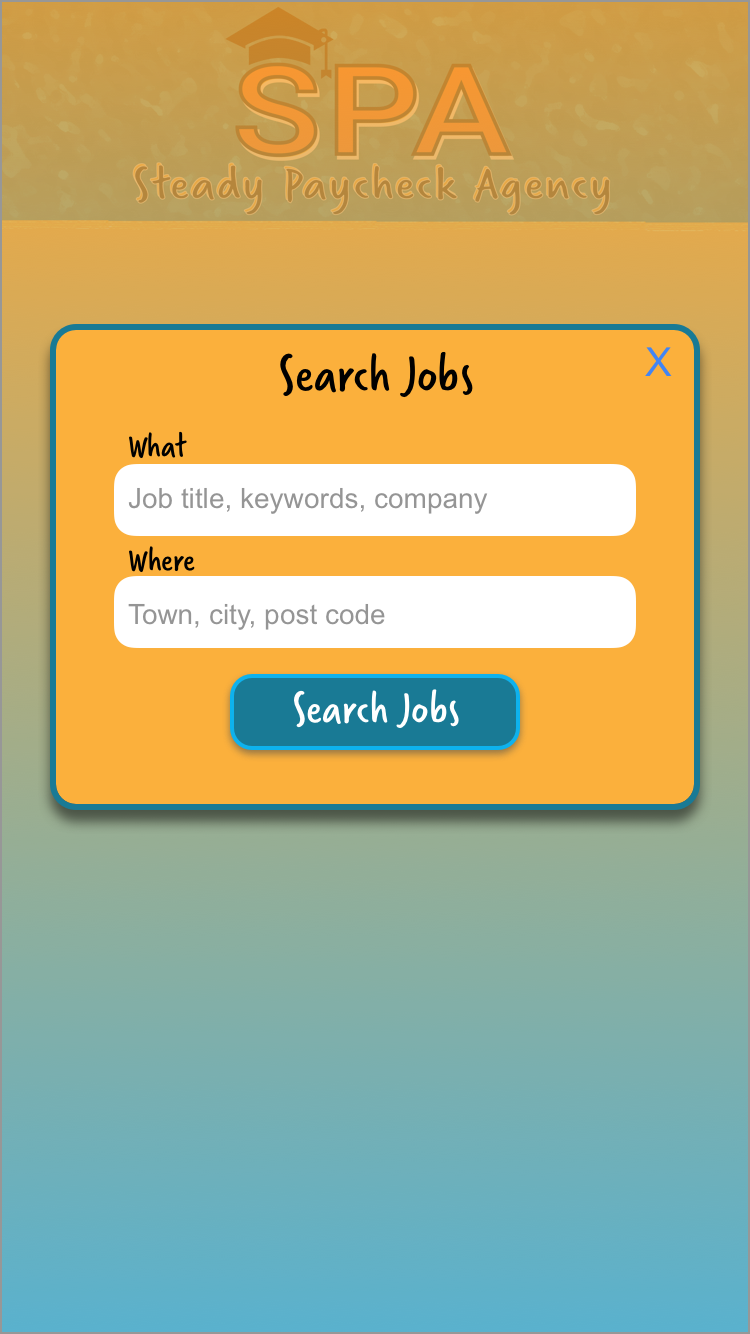 SPA
Steady Paycheck Agency
Search Jobs
X
What
Job title, keywords, company
Where
Town, city, post code
Search Jobs